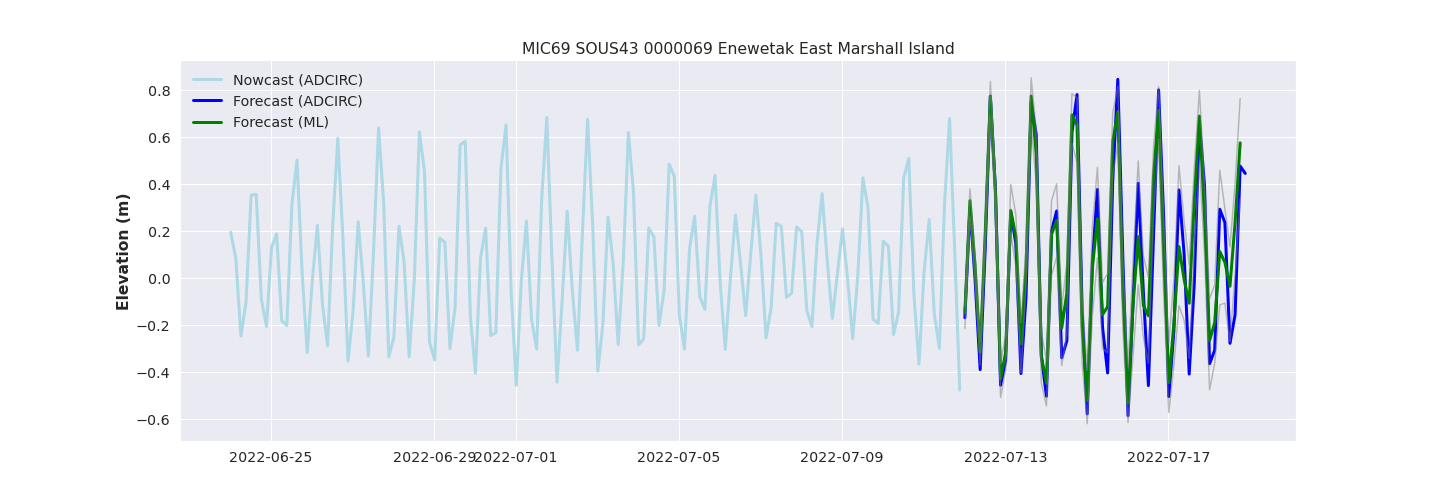 MIC69 SOUS43 0000069 Enewetak East Marshall Island
Nowcast (ADCIRC)
Forecast (ADCIRC)
Forecast (ML)
Elevation (m)
0.8
0.6
0.4
0.2
0.0
−0.2
−0.4
−0.6
2022-06-25 2022-06-29 2022-07-01 2022-07-05 2022-07-09 2022-07-13 2022-07-17